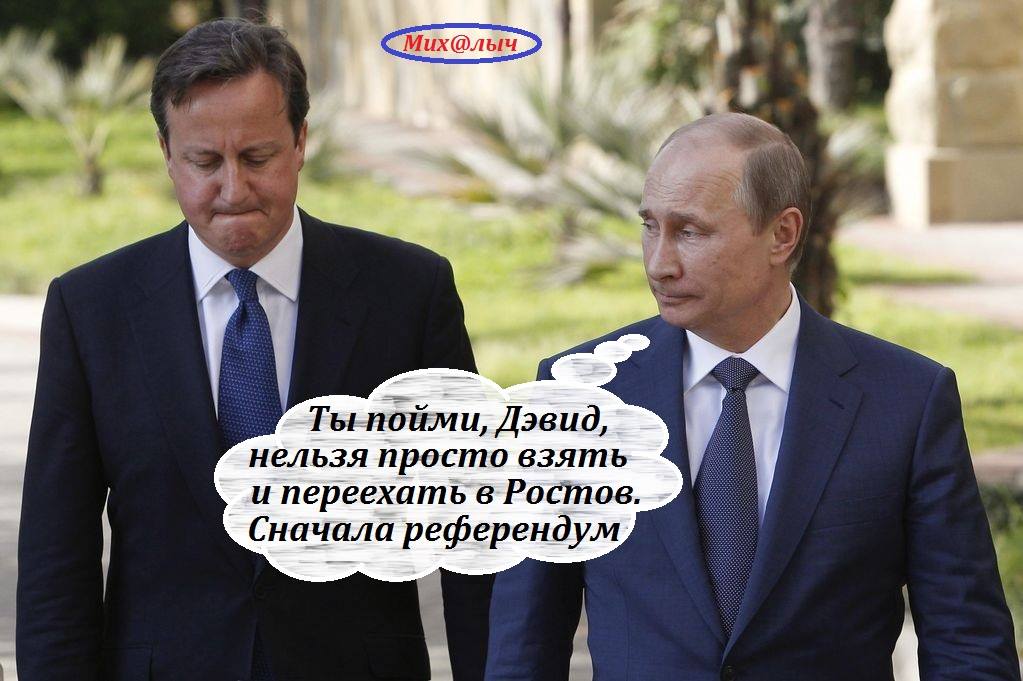 Мих@лыч
Ты пойми, Дэвид,
нельзя просто взять
и переехать в Ростов.
Сначала референдум